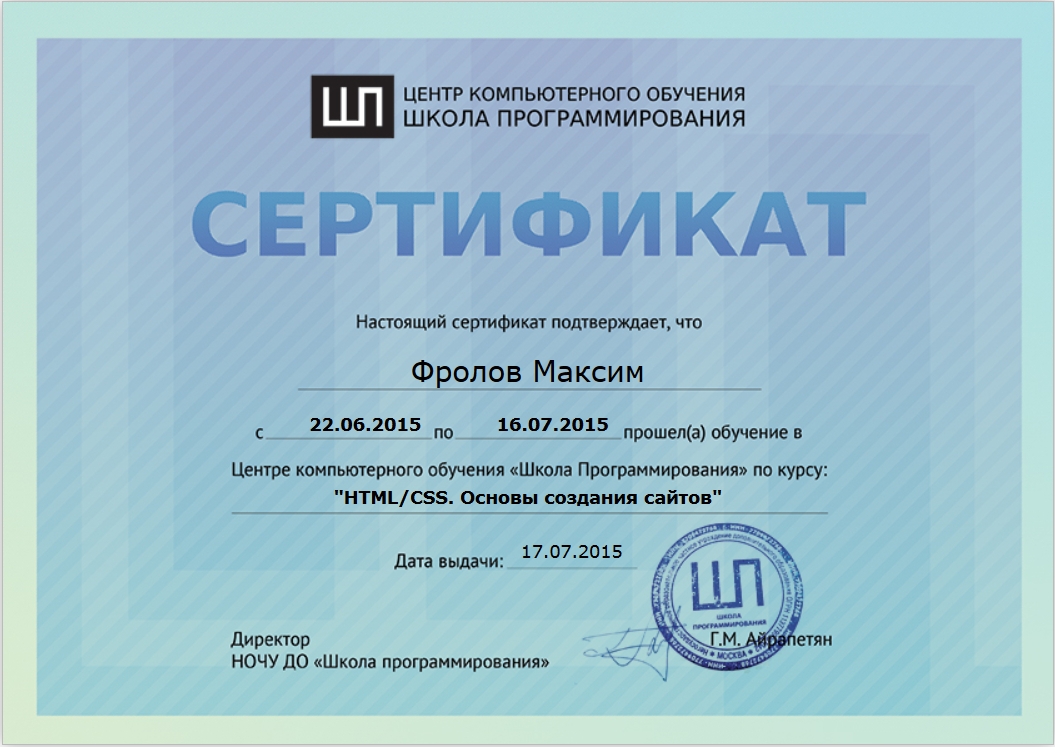 ШП
ЦЕНТР КОМПЬЮТЕРНОГО ОБУЧЕНИЯ
ШКОЛА ПРОГРАММИРОВАНИЯ
СЕРТИФИКАТ
Настоящий сертификат подтверждает, что
Фролов Максим
с 22.06.2015 по 16.07.2015 прошел(а) обучение в
Центре компьютерного обучения «Школа Программирования» по курсу:
"HTML/CSS. Основы создания сайтов"
Дата выдачи: 17.07.2015
ШП
ШКОЛА
ПРОГРАММИРОВАНИЯ
МОСКВА
Директор Г.М. Айрапетян
НОЧУ ДО «Школа программирования»